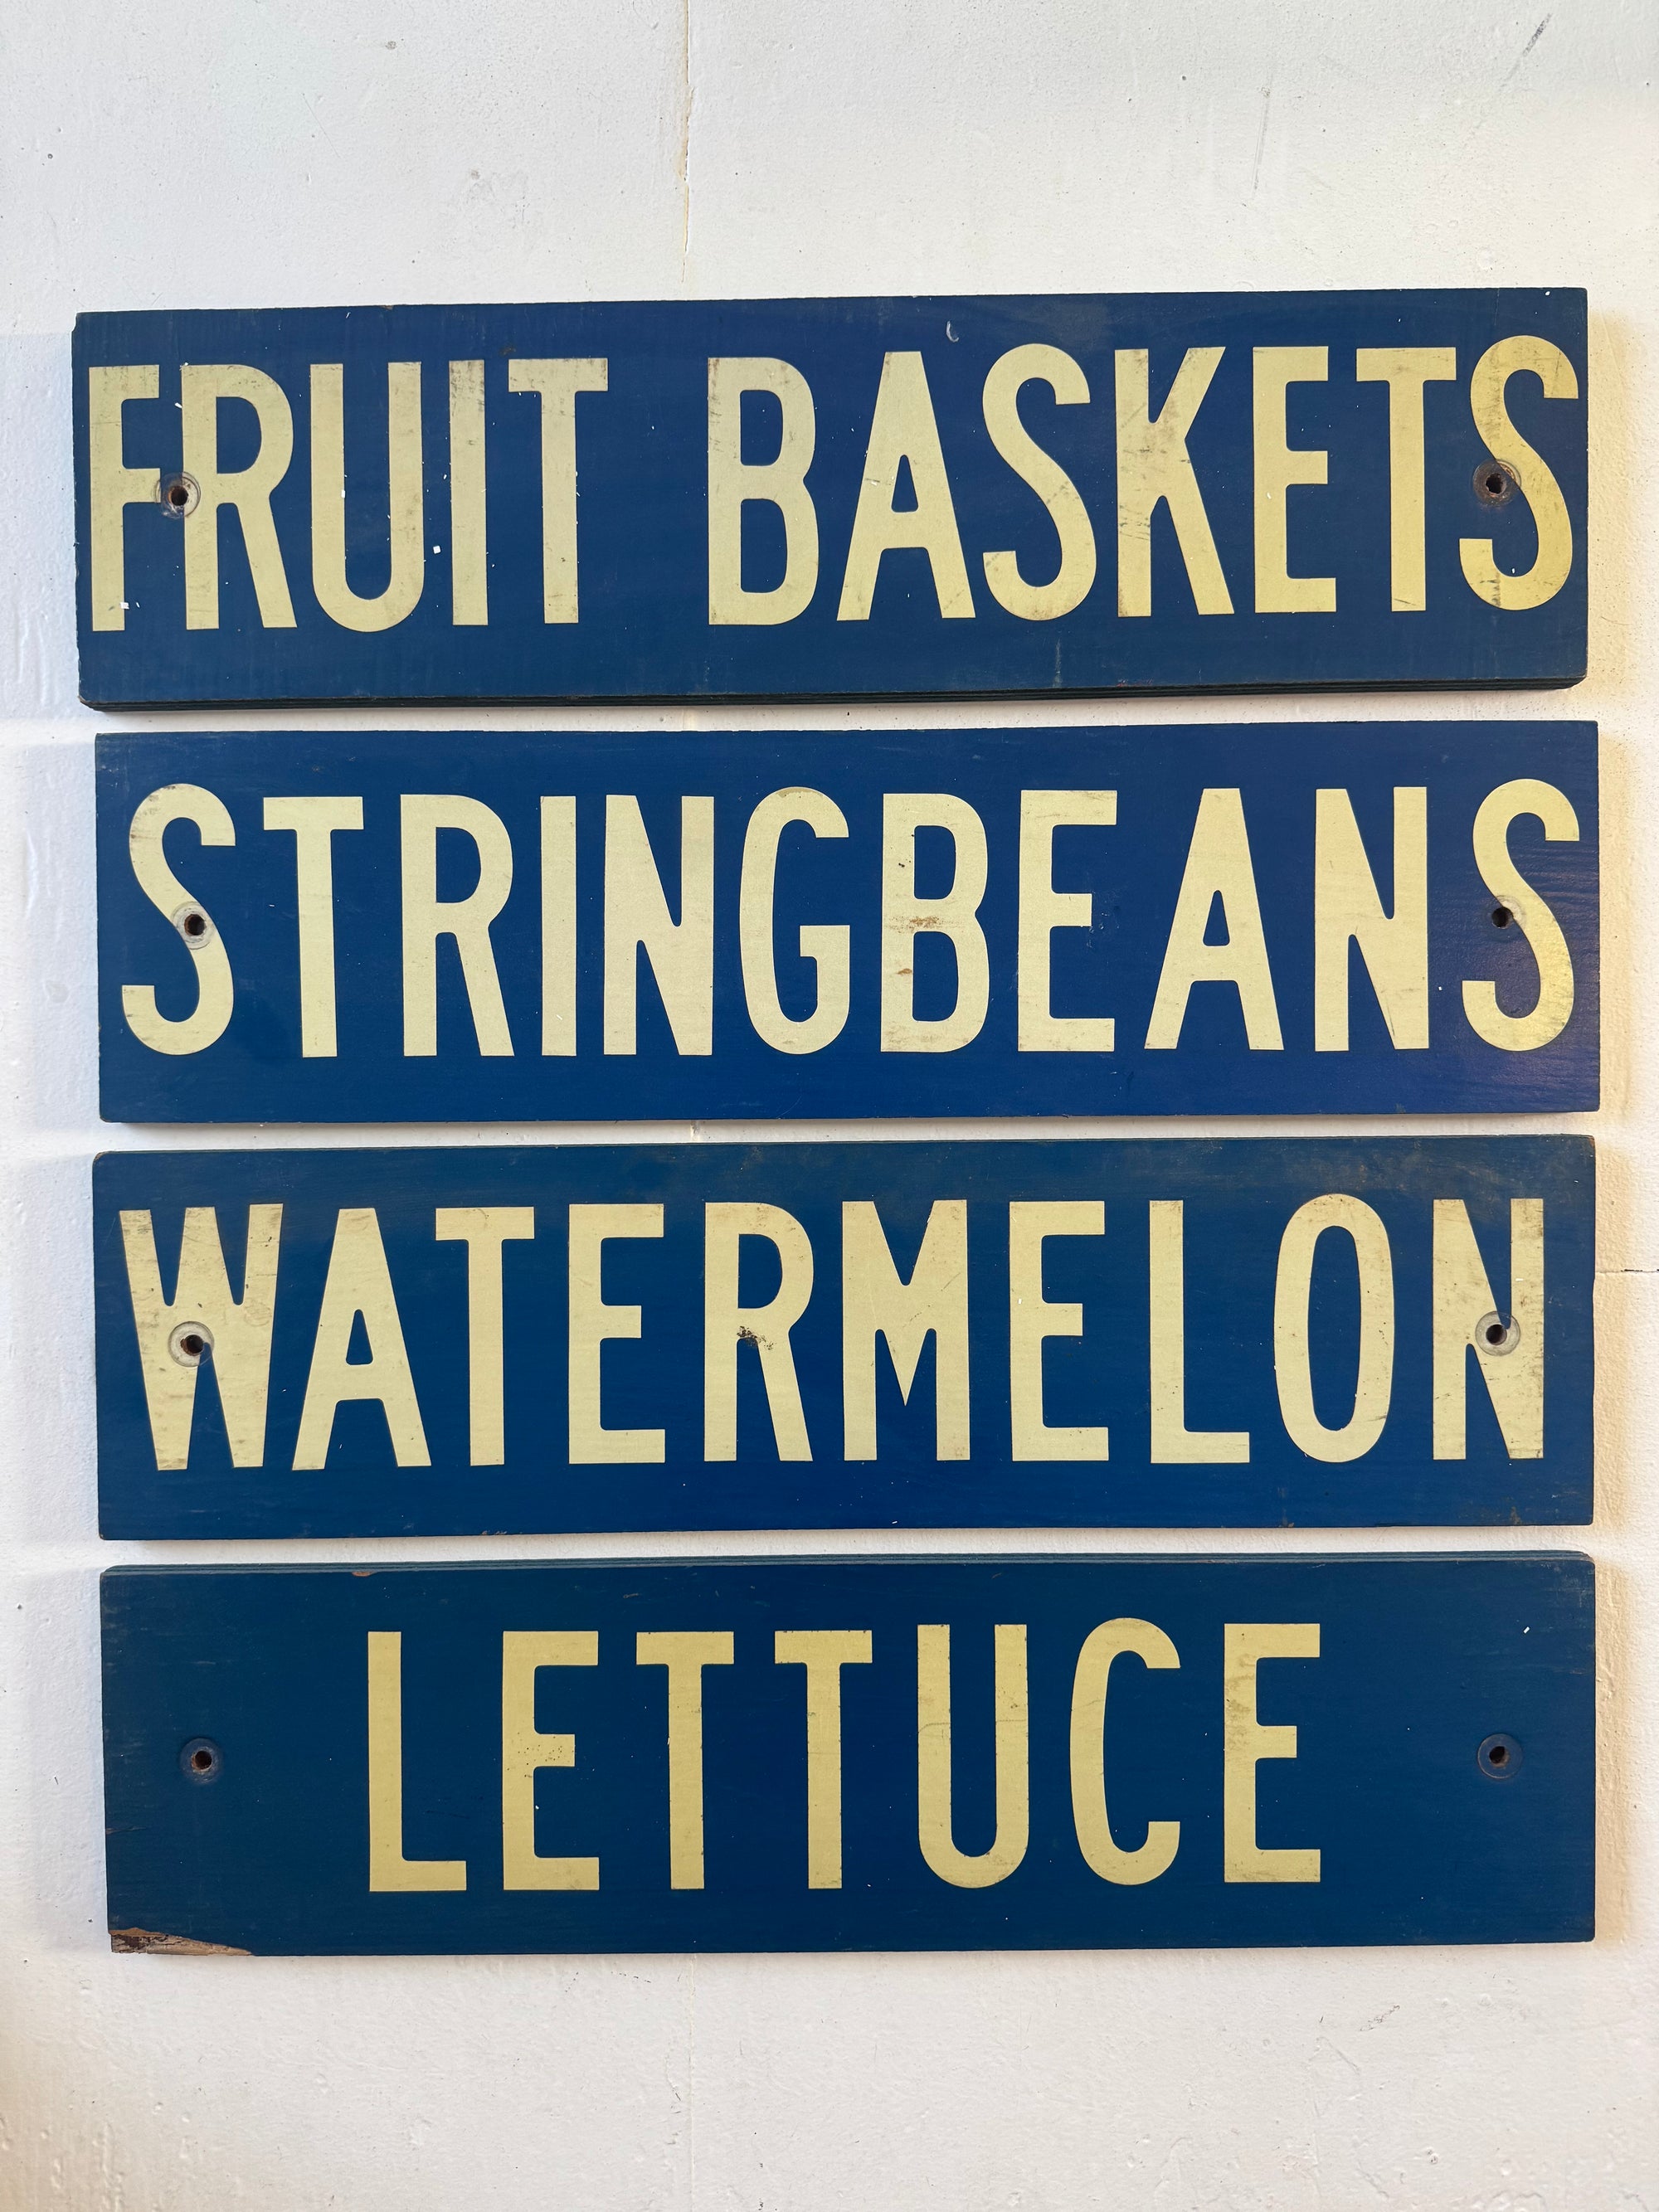 FRUIT BASKETS
STRINGBEANS
WATERMELON
LETTUCE